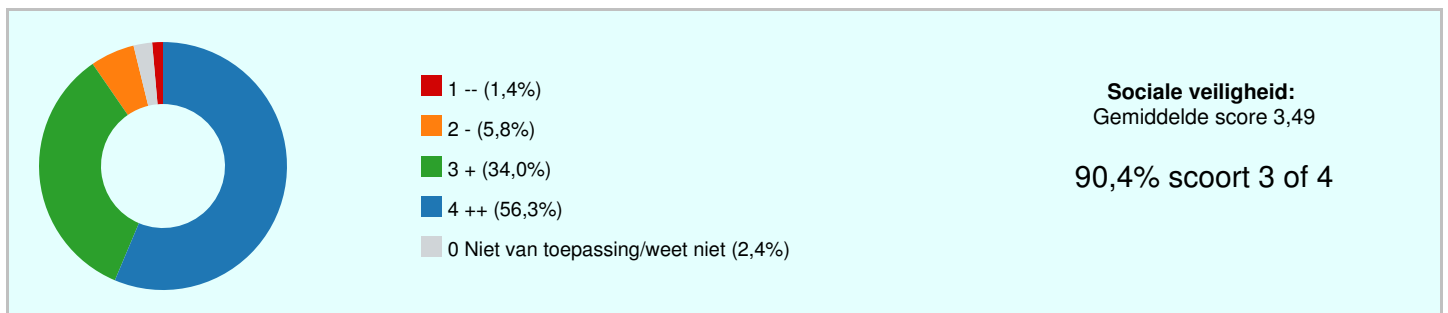 1 -- (1,4%)
2 - (5,8%)
3 + (34,0%)
4 ++ (56,3%)
0 Niet van toepassing/weet niet (2,4%)
Sociale veiligheid:
Gemiddelde score 3,49
90,4% scoort 3 of 4